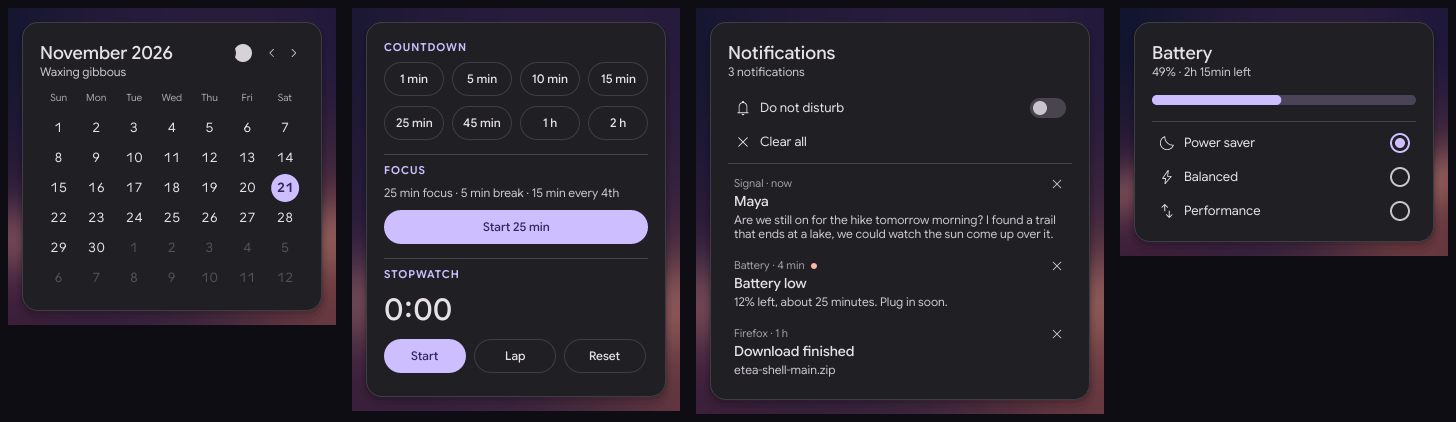 November 2026
Waxing gibbous
Sun Mon Tue Wed Thu Fri Sat
1 2 3 4 5 6 7
8 9 10 11 12 13 14
15 16 17 18 19 20 21
22 23 24 25 26 27 28
29 30 1 2 3 4 5
6 7 8 9 10 11 12
COUNTDOWN
1 min 5 min 10 min 15 min
25 min 45 min 1 h 2 h
FOCUS
25 min focus · 5 min break · 15 min every 4th
Start 25 min
STOPWATCH
0:00
Start Lap Reset
Notifications
3 notifications
Do not disturb
Clear all
Signal · now
Maya
Are we still on for the hike tomorrow morning? I found a trail
that ends at a lake, we could watch the sun come up over it.
Battery · 4 min
Battery low
12% left, about 25 minutes. Plug in soon.
Firefox · 1 h
Download finished
etea-shell-main.zip
Battery
49% · 2h 15min left
Power saver
Balanced
Performance